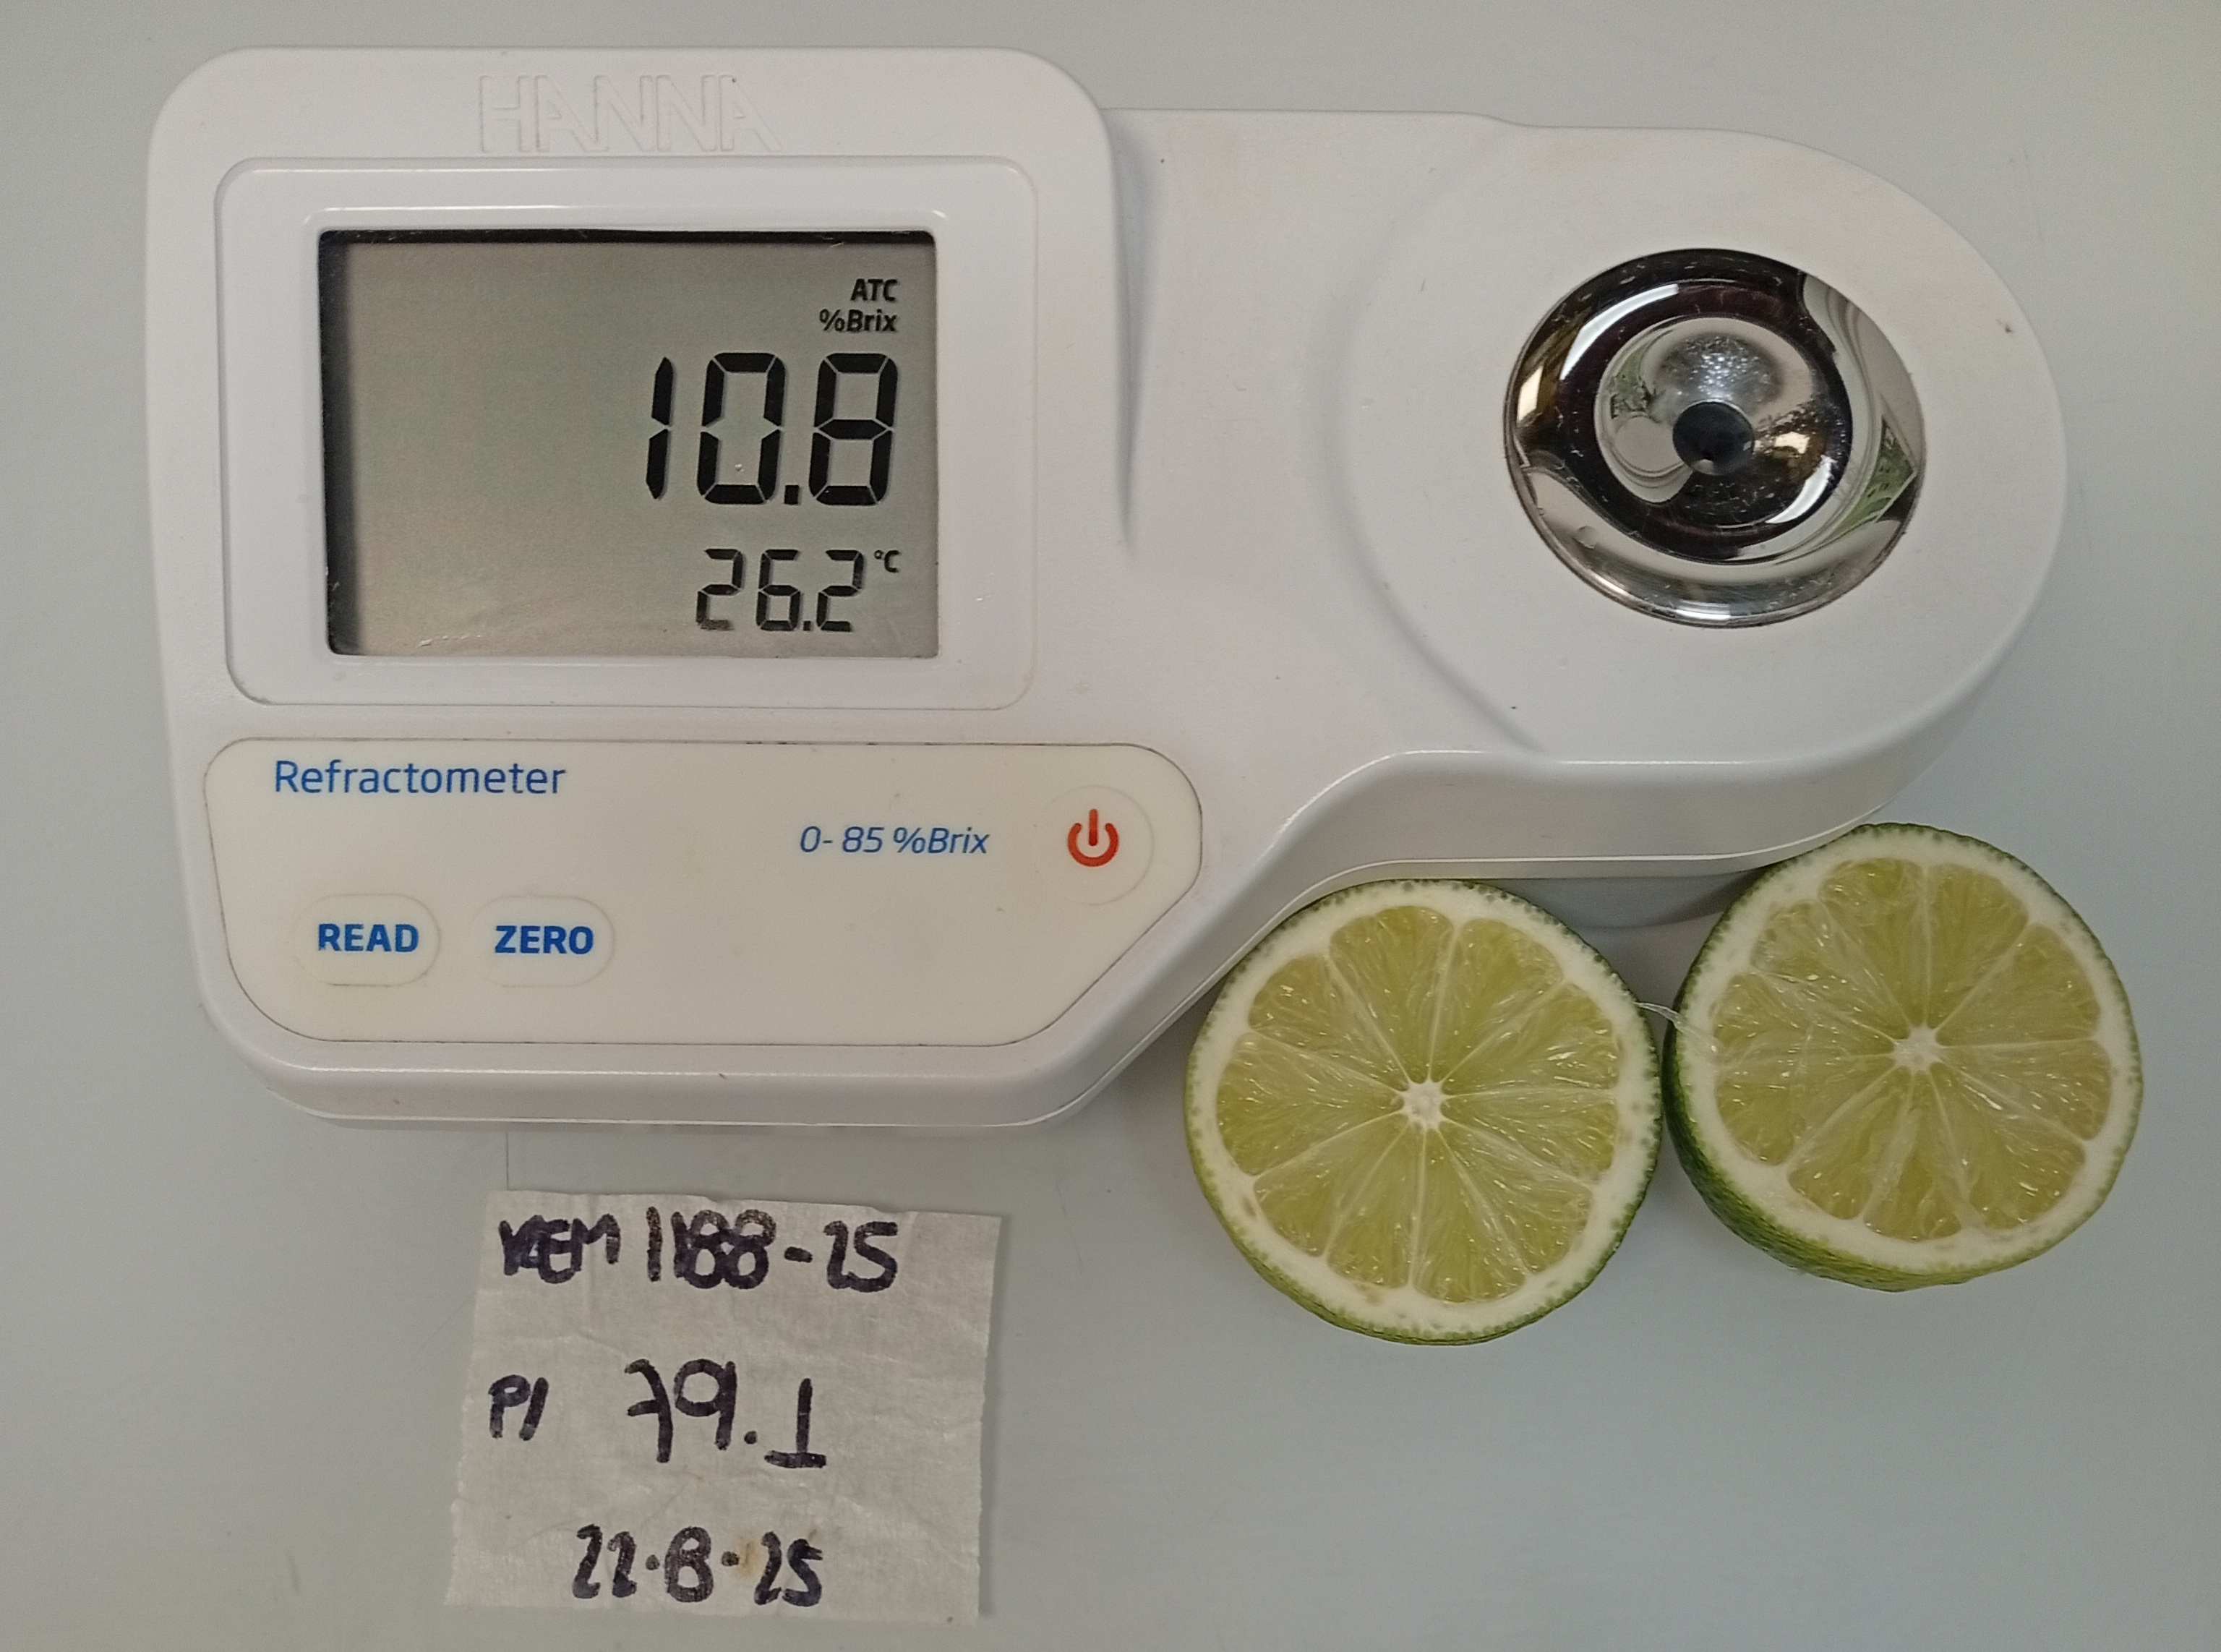 HANNA
ATC
%Brix
10.8
26.2 °C
Refractometer
0- 85 %Brix
READ ZERO
KEM 1188-25
P1 79.1
22.8.25